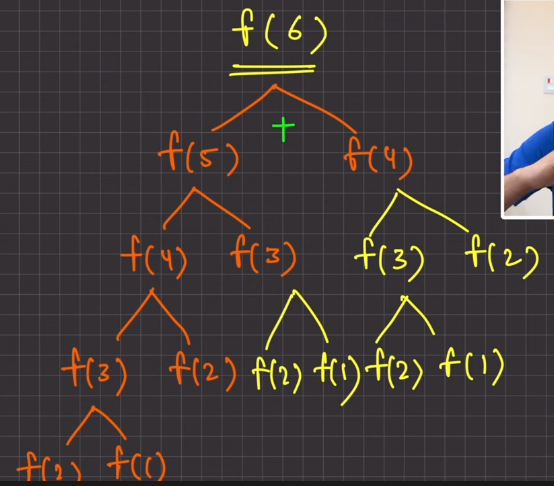 f(6)
+
f(5) f(4)
f(4) f(3) f(3) f(2)
f(3) f(2) f(2) f(1) f(2) f(1)
f(2) f(1)